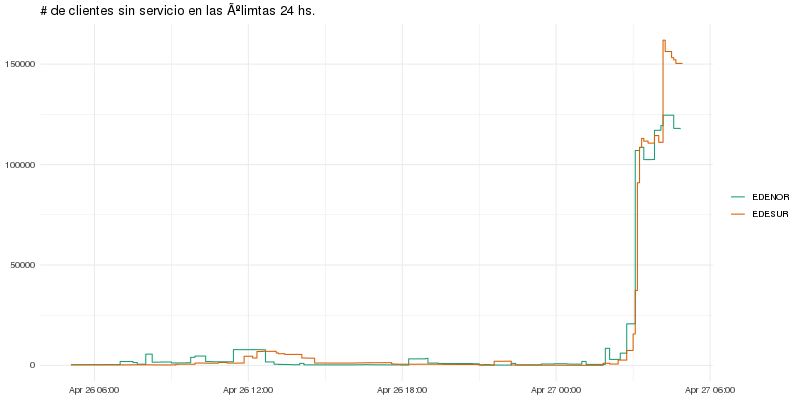 # de clientes sin servicio en las Ãºlimtas 24 hs.
150000
100000
50000
0
Apr 26 06:00
Apr 26 12:00
Apr 26 18:00
Apr 27 00:00
Apr 27 06:00
EDENOR
EDESUR